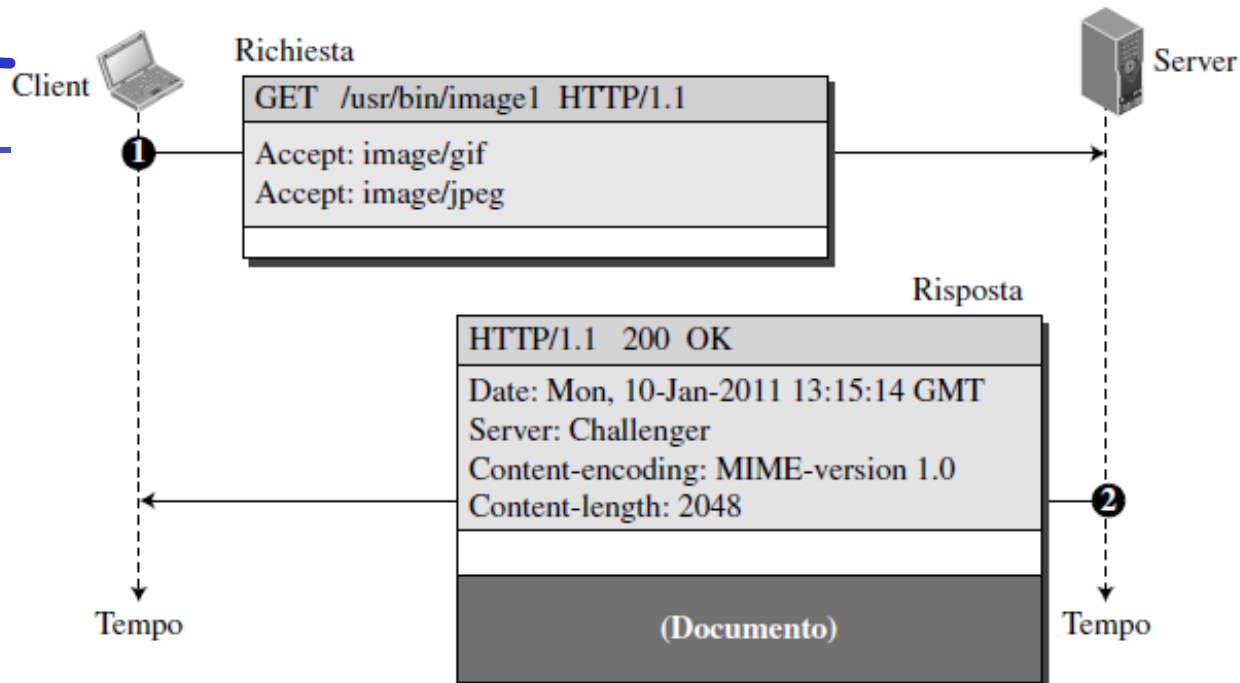 Client
Richiesta
Server
GET /usr/bin/image1 HTTP/1.1
1
Accept: image/gif
Accept: image/jpeg
Risposta
HTTP/1.1 200 OK
Date: Mon, 10-Jan-2011 13:15:14 GMT
Server: Challenger
Content-encoding: MIME-version 1.0
Content-length: 2048
2
Tempo
(Documento)
Tempo